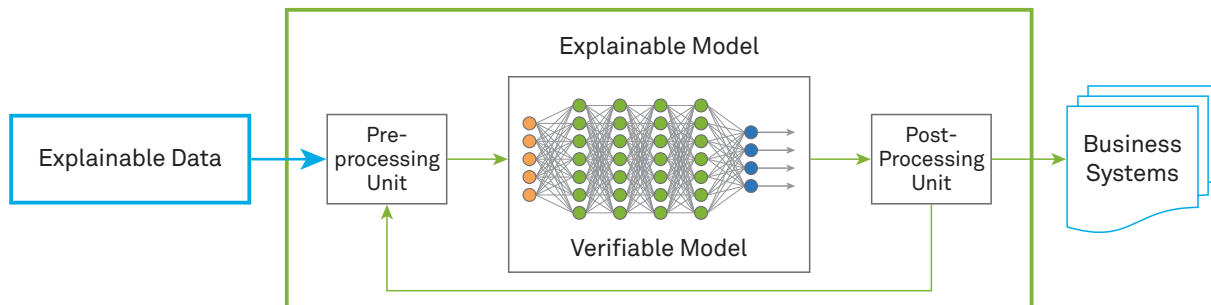 Explainable Model
Explainable Data
Pre-
processing
Unit
Verifiable Model
Post-
Processing
Unit
Business
Systems